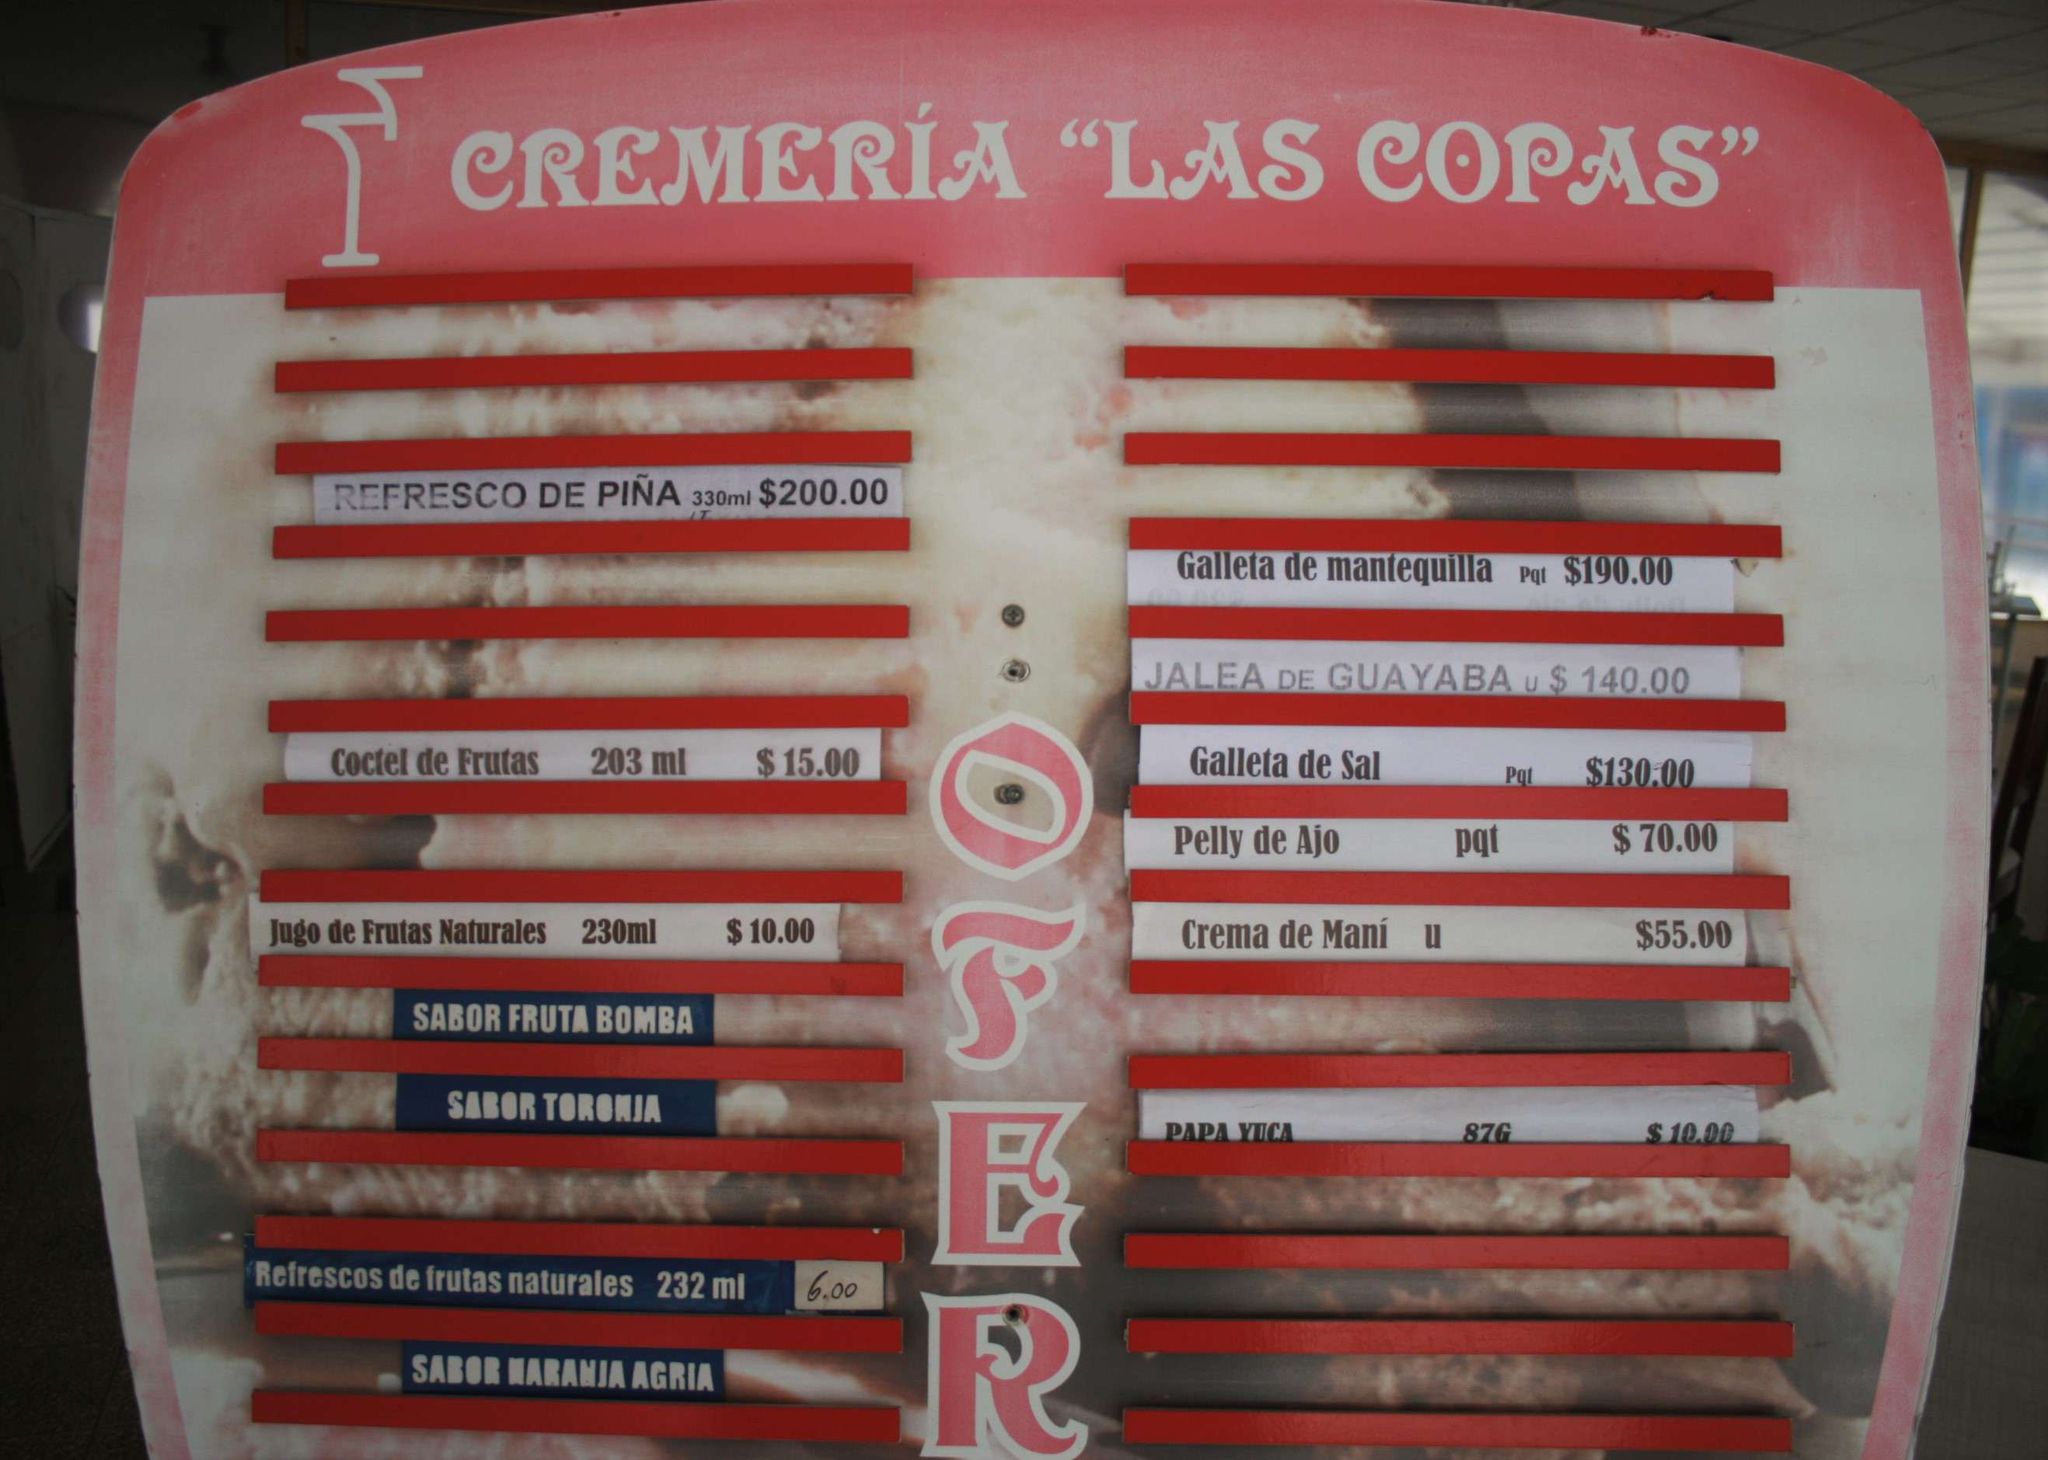 CREMERÍA "LAS COPAS"
REFRESCO DE PIÑA 330ml $200.00
Coctel de Frutas 203 ml $ 15.00
Jugo de Frutas Naturales 230ml $ 10.00
SABOR FRUTA BOMBA
SABOR TORONJA
Refrescos de frutas naturales 232 ml 6.00
SABOR NARANJA AGRIA
OFER
Galleta de mantequilla Pqt $190.00
JALEA DE GUAYABA u $ 140.00
Galleta de Sal Pqt $130.00
Pelly de Ajo pqt $ 70.00
Crema de Maní u $55.00
PAPA YUCA 87G $ 10.00